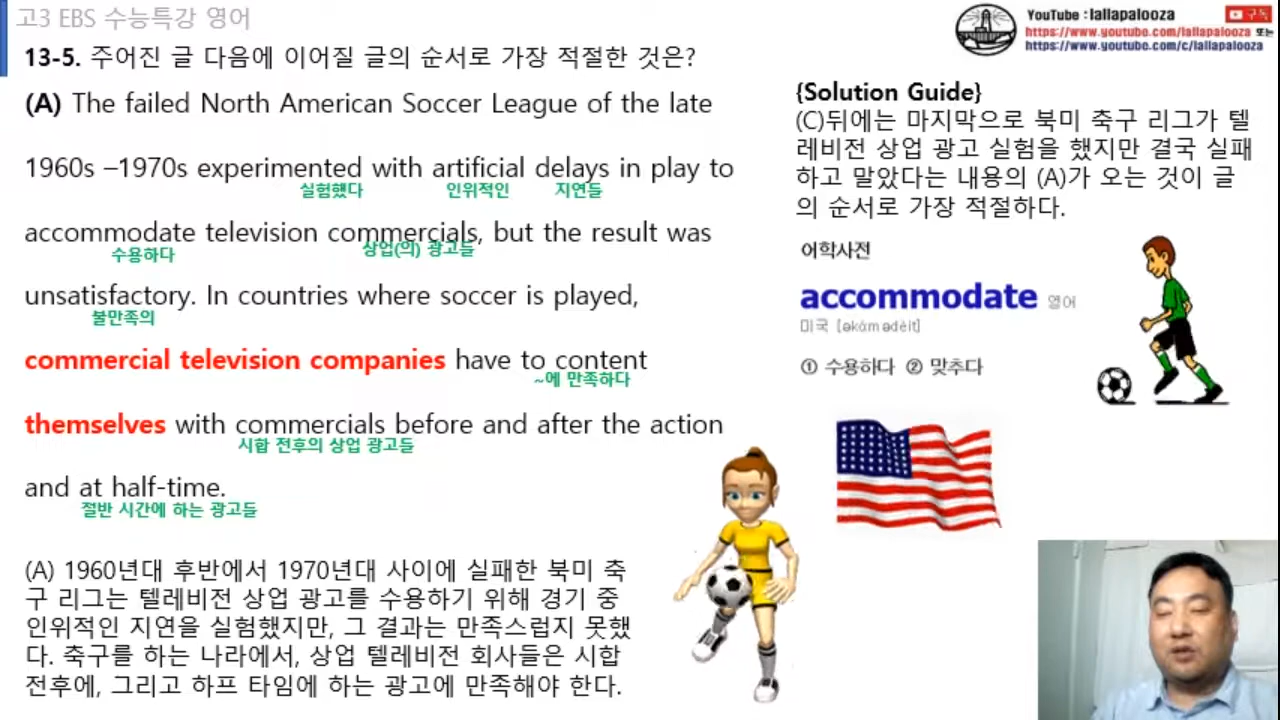 고3 EBS 수능특강 영어
YouTube : lallapalooza
구독
https://www.youtube.com/lallapalooza 또는
https://www.youtube.com/c/lallapalooza
13-5. 주어진 글 다음에 이어질 글의 순서로 가장 적절한 것은?
(A) The failed North American Soccer League of the late
1960s –1970s experimented with artificial delays in play to
실험했다 인위적인 지연들
accommodate television commercials, but the result was
수용하다 상업(의) 광고들
unsatisfactory. In countries where soccer is played,
불만족의
commercial television companies have to content
~에 만족하다
themselves with commercials before and after the action
시합 전후의 상업 광고들
and at half-time.
절반 시간에 하는 광고들
(A) 1960년대 후반에서 1970년대 사이에 실패한 북미 축
구 리그는 텔레비전 상업 광고를 수용하기 위해 경기 중
인위적인 지연을 실험했지만, 그 결과는 만족스럽지 못했
다. 축구를 하는 나라에서, 상업 텔레비전 회사들은 시합
전후에, 그리고 하프 타임에 하는 광고에 만족해야 한다.
{Solution Guide}
(C)뒤에는 마지막으로 북미 축구 리그가 텔
레비전 상업 광고 실험을 했지만 결국 실패
하고 말았다는 내용의 (A)가 오는 것이 글
의 순서로 가장 적절하다.
어학사전
accommodate 영어
미국 [əkάmədèit]
① 수용하다 ② 맞추다